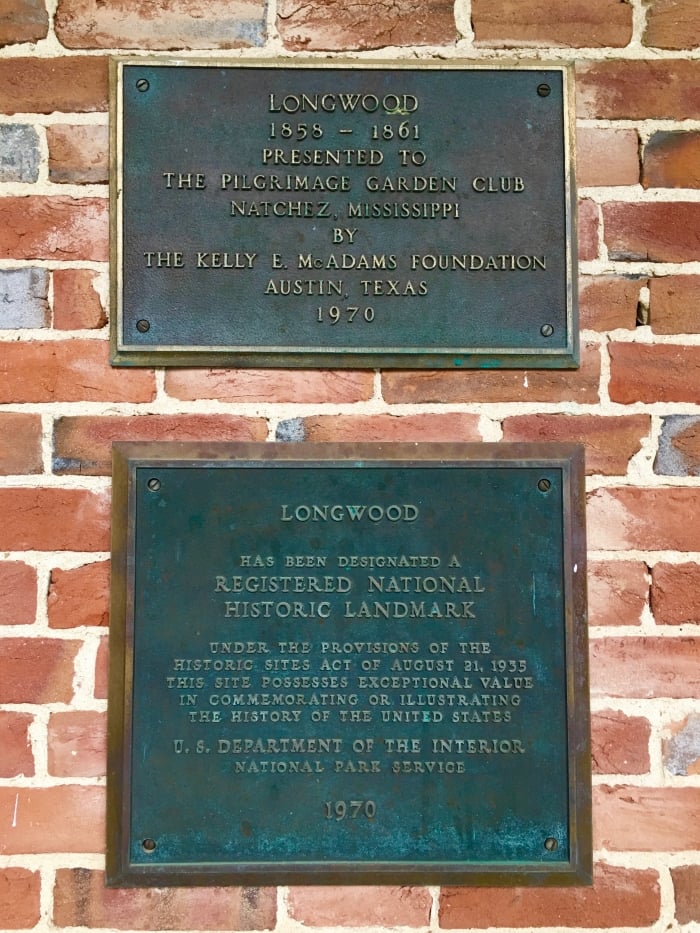 LONGWOOD
1858 - 1861
PRESENTED TO
THE PILGRIMAGE GARDEN CLUB
NATCHEZ, MISSISSIPPI
BY
THE KELLY E. McADAMS FOUNDATION
AUSTIN, TEXAS
1970
LONGWOOD
HAS BEEN DESIGNATED A
REGISTERED NATIONAL
HISTORIC LANDMARK
UNDER THE PROVISIONS OF THE
HISTORIC SITES ACT OF AUGUST 21, 1935
THIS SITE POSSESSES EXCEPTIONAL VALUE
IN COMMEMORATING OR ILLUSTRATING
THE HISTORY OF THE UNITED STATES
U. S. DEPARTMENT OF THE INTERIOR
NATIONAL PARK SERVICE
1970